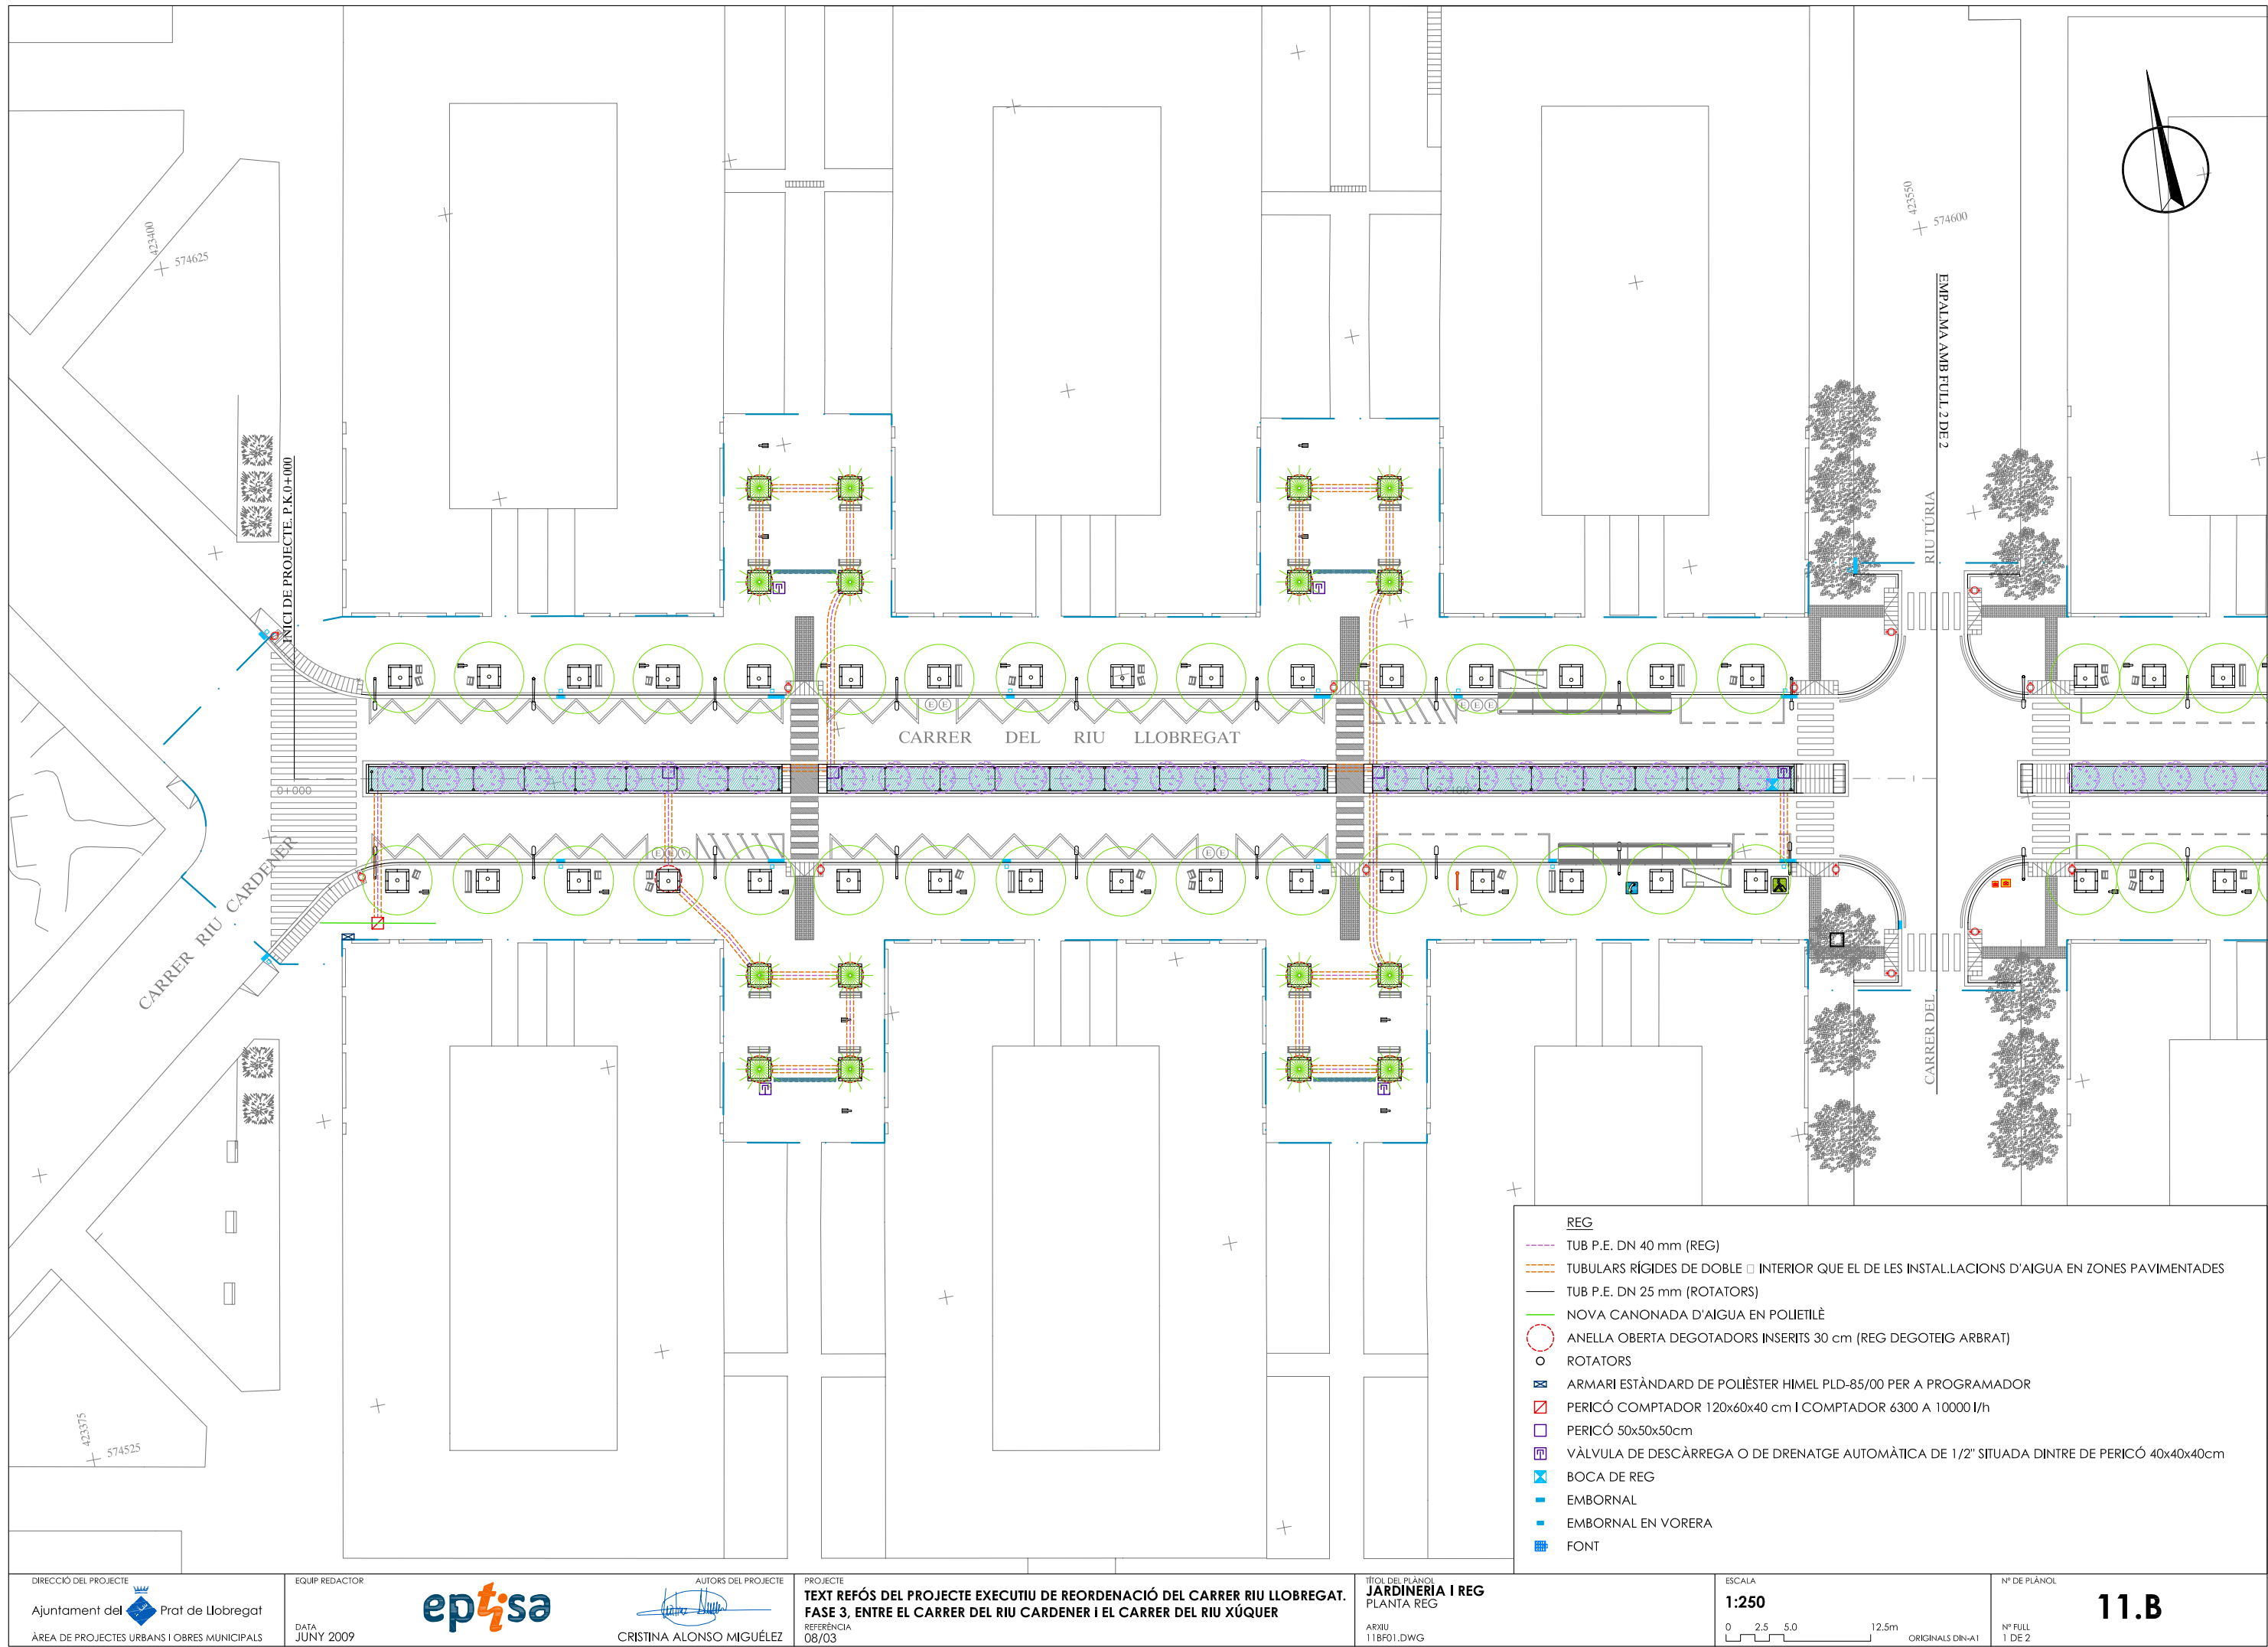 423400
574625
423550
574600
EMPALMA AMB FULL 2 DE 2
INICI DE PROJECTE. P.K.0+000
RIU TÚRIA
CARRER DEL RIU LLOBREGAT
E E
E E E
0+000
E E V
E E
CARRER RIU CARDENER
CARRER DEL
423375
574525
REG
TUB P.E. DN 40 mm (REG)
TUBULARS RÍGIDES DE DOBLE □ INTERIOR QUE EL DE LES INSTAL.LACIONS D'AIGUA EN ZONES PAVIMENTADES
TUB P.E. DN 25 mm (ROTATORS)
NOVA CANONADA D'AIGUA EN POLIETILÈ
ANELLA OBERTA DEGOTADORS INSERITS 30 cm (REG DEGOTEIG ARBRAT)
ROTATORS
ARMARI ESTÀNDARD DE POLIÈSTER HIMEL PLD-85/00 PER A PROGRAMADOR
PERICÓ COMPTADOR 120x60x40 cm I COMPTADOR 6300 A 10000 l/h
PERICÓ 50x50x50cm
VÀLVULA DE DESCÀRREGA O DE DRENATGE AUTOMÀTICA DE 1/2" SITUADA DINTRE DE PERICÓ 40x40x40cm
BOCA DE REG
EMBORNAL
EMBORNAL EN VORERA
FONT
DIRECCIÓ DEL PROJECTE
Ajuntament del Prat de Llobregat
ÀREA DE PROJECTES URBANS I OBRES MUNICIPALS
EQUIP REDACTOR
eptisa
DATA
JUNY 2009
AUTORS DEL PROJECTE
CRISTINA ALONSO MIGUÉLEZ
PROJECTE
TEXT REFÓS DEL PROJECTE EXECUTIU DE REORDENACIÓ DEL CARRER RIU LLOBREGAT.
FASE 3, ENTRE EL CARRER DEL RIU CARDENER I EL CARRER DEL RIU XÚQUER
REFERÈNCIA
08/03
TÍTOL DEL PLÀNOL
JARDINERIA I REG
PLANTA REG
ARXIU
11BF01.DWG
ESCALA
1:250
0 2.5 5.0 12.5m
ORIGINALS DIN-A1
Nº DE PLÀNOL
11.B
Nº FULL
1 DE 2